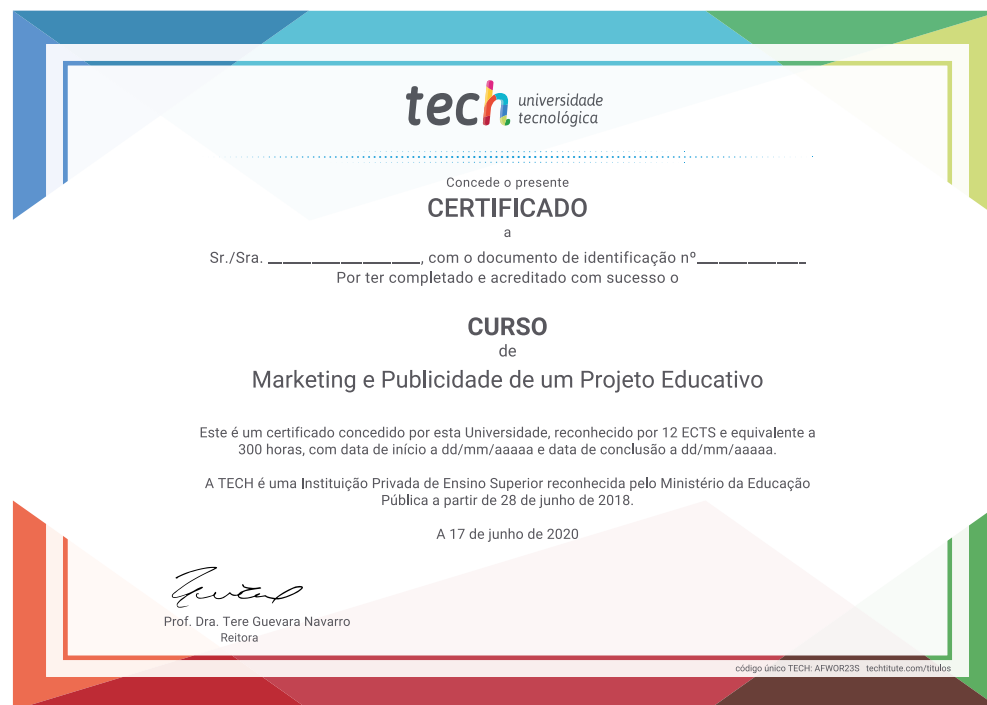 tech universidade
tecnológica
Concede o presente
CERTIFICADO
a
Sr./Sra. ____________________, com o documento de identificação nº______________
Por ter completado e acreditado com sucesso o
CURSO
de
Marketing e Publicidade de um Projeto Educativo
Este é um certificado concedido por esta Universidade, reconhecido por 12 ECTS e equivalente a
300 horas, com data de início a dd/mm/aaaaa e data de conclusão a dd/mm/aaaaa.
A TECH é uma Instituição Privada de Ensino Superior reconhecida pelo Ministério da Educação
Pública a partir de 28 de junho de 2018.
A 17 de junho de 2020
Prof. Dra. Tere Guevara Navarro
Reitora
código único TECH: AFWOR23S techtitute.com/titulos